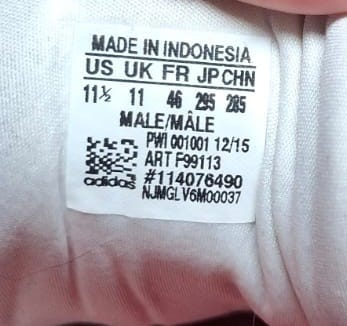 MADE IN INDONESIA
US UK FR JP CHN
11½ 11 46 295 285
MALE/MÂLE
PWI 001001 12/15
ART F99113
#114076490
adidas NJMGLV6M00037